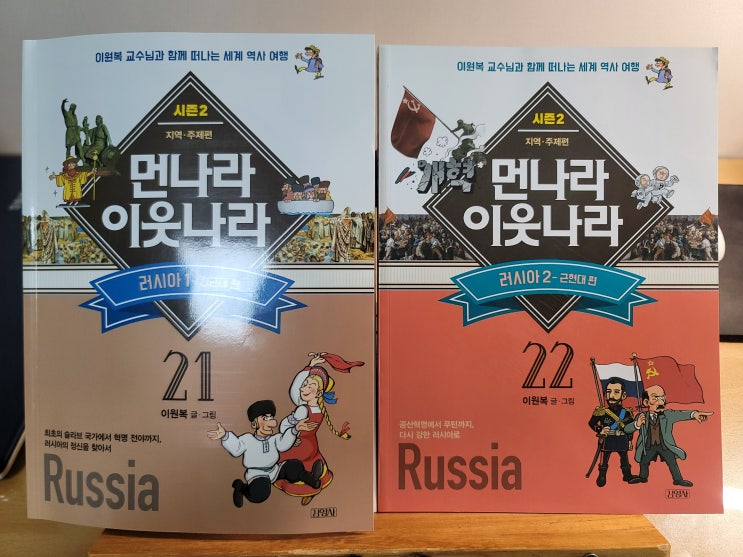 이원복 교수님과 함께 떠나는 세계 역사 여행
시즌2
지역·주제편
먼나라
이웃나라
러시아 1
21
이원복 글·그림
최초의 슬라브 국가에서 혁명 전야까지,
러시아의 정신을 찾아서
Russia
김영사
이원복 교수님과 함께 떠나는 세계 역사 여행
시즌2
지역·주제편
개혁
먼나라
이웃나라
러시아 2 - 근현대 편
22
이원복 글·그림
공산혁명에서 푸틴까지,
다시 강한 러시아로
Russia
김영사